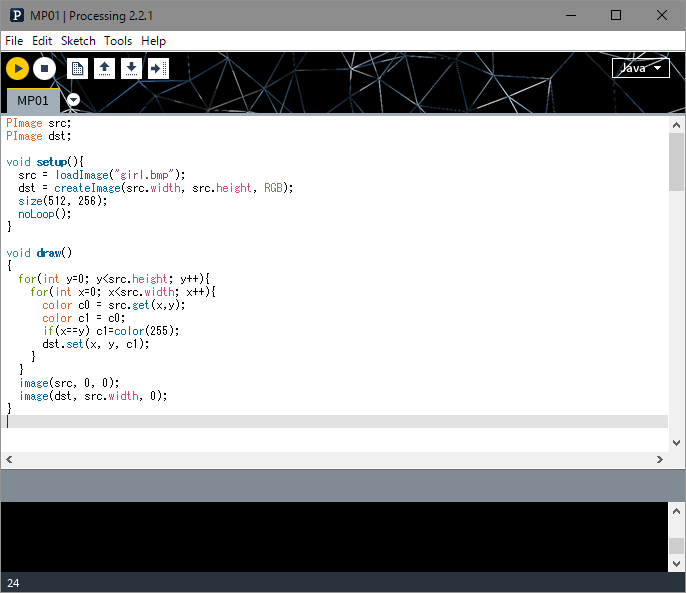 MP01 | Processing 2.2.1
File Edit Sketch Tools Help
Java
MP01
PImage src;
PImage dst;

void setup(){
  src = loadImage("girl.bmp");
  dst = createImage(src.width, src.height, RGB);
  size(512, 256);
  noLoop();
}

void draw()
{
  for(int y=0; y<src.height; y++){
    for(int x=0; x<src.width; x++){
      color c0 = src.get(x,y);
      color c1 = c0;
      if(x==y) c1=color(255);
      dst.set(x, y, c1);
    }
  }
  image(src, 0, 0);
  image(dst, src.width, 0);
}
24